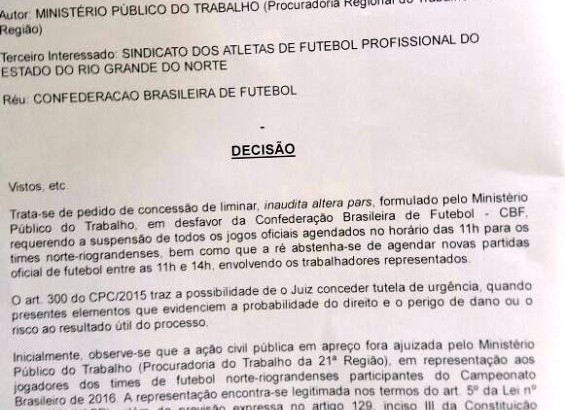 Autor: MINISTÉRIO PÚBLICO DO TRABALHO (Procuradoria Regional do Trabalho
Região)
Terceiro Interessado: SINDICATO DOS ATLETAS DE FUTEBOL PROFISSIONAL DO
ESTADO DO RIO GRANDE DO NORTE
Réu: CONFEDERACAO BRASILEIRA DE FUTEBOL
-
DECISÃO
Vistos, etc.
Trata-se de pedido de concessão de liminar, inaudita altera pars, formulado pelo Ministério
Público do Trabalho, em desfavor da Confederação Brasileira de Futebol - CBF,
requerendo a suspensão de todos os jogos oficiais agendados no horário das 11h para os
times norte-riograndenses, bem como que a ré abstenha-se de agendar novas partidas
oficial de futebol entre as 11h e 14h, envolvendo os trabalhadores representados.
O art. 300 do CPC/2015 traz a possibilidade de o Juiz conceder tutela de urgência, quando
presentes elementos que evidenciem a probabilidade do direito e o perigo de dano ou o
risco ao resultado útil do processo.
Inicialmente, observe-se que a ação civil pública em apreço fora ajuizada pelo Ministério
Público do Trabalho (Procuradoria do Trabalho da 21ª Região), em representação aos
jogadores dos times de futebol norte-riograndenses participantes do Campeonato
Brasileiro de 2016. A representação encontra-se legitimada nos termos do art. 5º da Lei nº
da previsão expressa no artigo 129, inciso III da Constituição